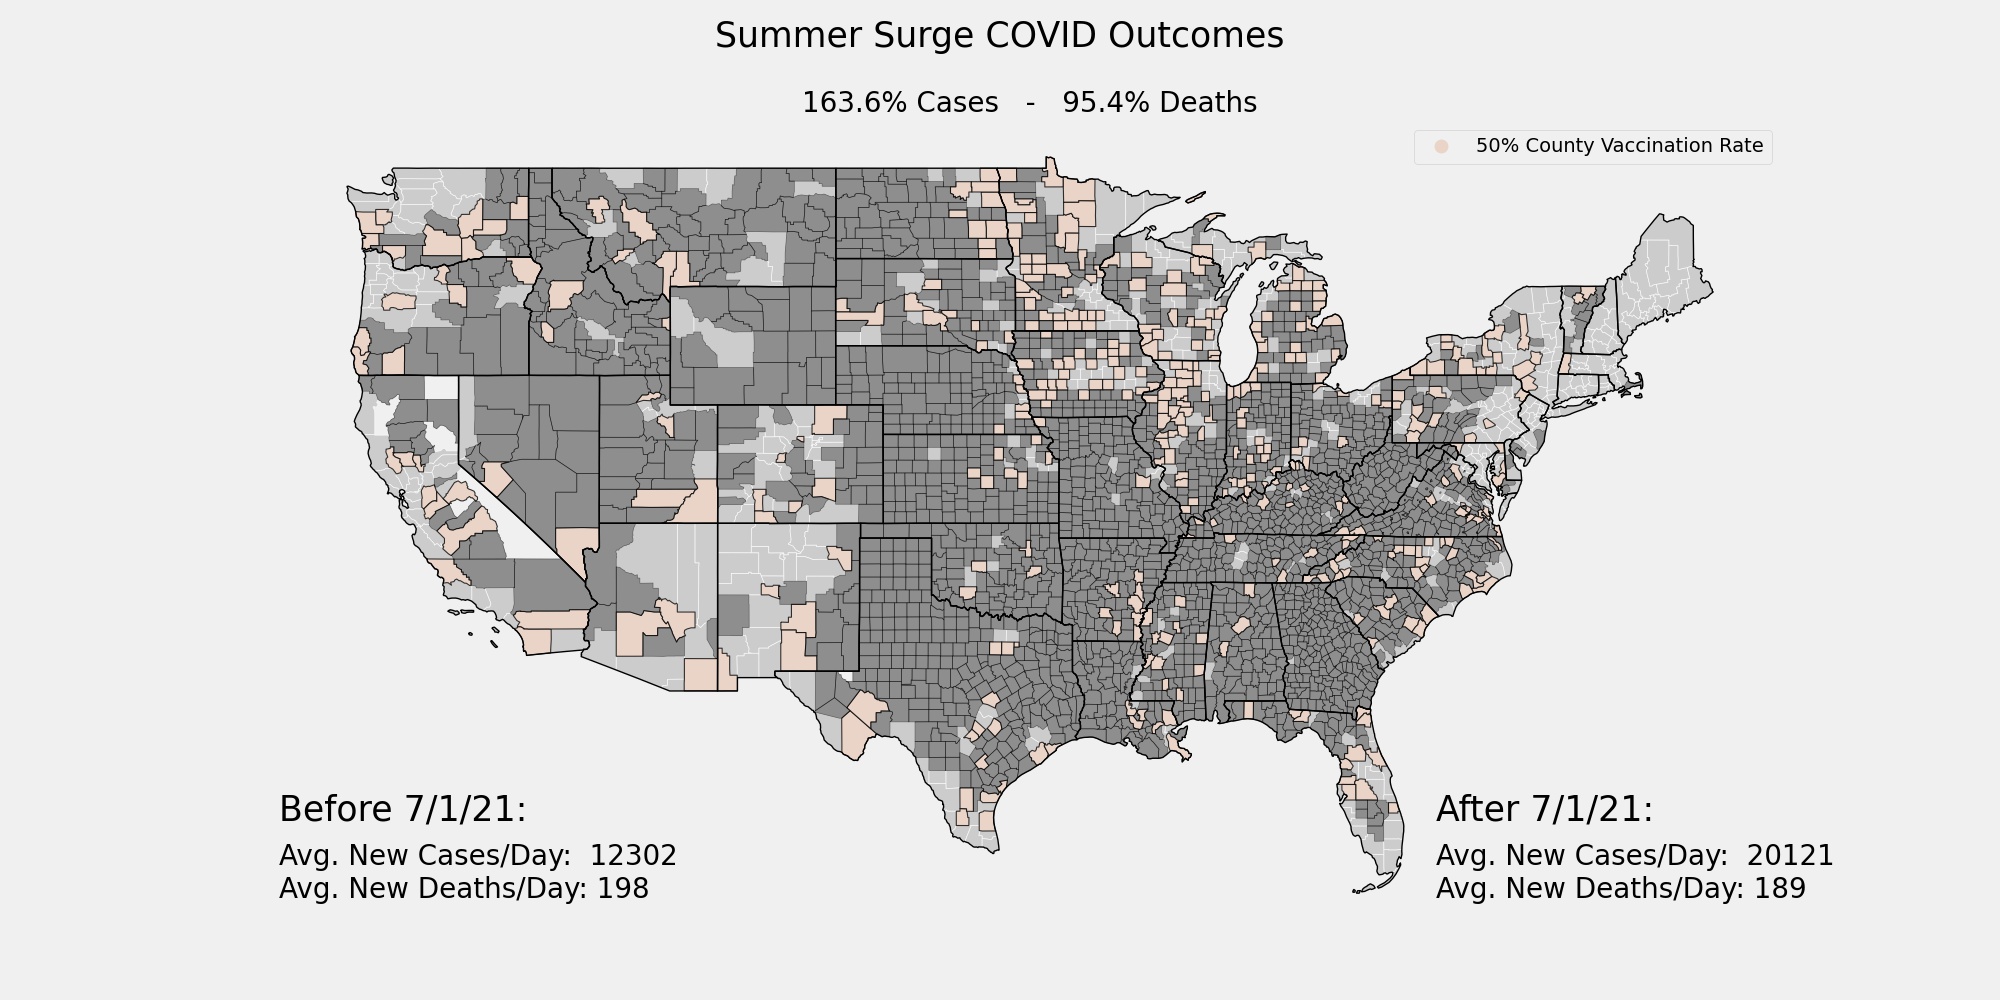 Summer Surge COVID Outcomes
163.6% Cases - 95.4% Deaths
50% County Vaccination Rate
Before 7/1/21:
Avg. New Cases/Day: 12302
Avg. New Deaths/Day: 198
After 7/1/21:
Avg. New Cases/Day: 20121
Avg. New Deaths/Day: 189